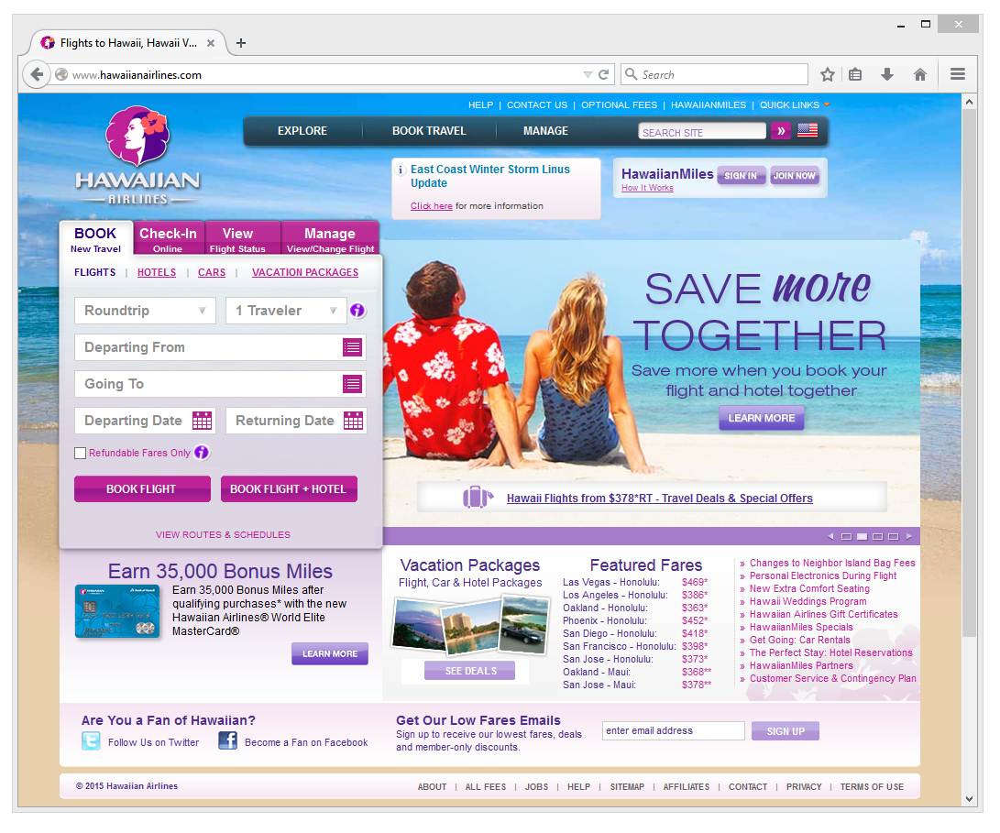 Flights to Hawaii, Hawaii V...
www.hawaiianairlines.com
Search
HELP | CONTACT US | OPTIONAL FEES | HAWAIIANMILES | QUICK LINKS
EXPLORE
BOOK TRAVEL
MANAGE
SEARCH SITE
HAWAIIAN
AIRLINES
East Coast Winter Storm Linus
Update
Click here for more information
HawaiianMiles
How It Works
SIGN IN
JOIN NOW
BOOK
New Travel
Check-In
Online
View
Flight Status
Manage
View/Change Flight
FLIGHTS | HOTELS | CARS | VACATION PACKAGES
Roundtrip
1 Traveler
Departing From
Going To
Departing Date
Returning Date
Refundable Fares Only
BOOK FLIGHT
BOOK FLIGHT + HOTEL
VIEW ROUTES & SCHEDULES
SAVE more
TOGETHER
Save more when you book your
flight and hotel together
LEARN MORE
Hawaii Flights from $378*RT - Travel Deals & Special Offers
Earn 35,000 Bonus Miles
Earn 35,000 Bonus Miles after
qualifying purchases* with the new
Hawaiian Airlines® World Elite
MasterCard®
LEARN MORE
Vacation Packages
Flight, Car & Hotel Packages
SEE DEALS
Featured Fares
Las Vegas - Honolulu: $469*
Los Angeles - Honolulu: $386*
Oakland - Honolulu: $363*
Phoenix - Honolulu: $452*
San Diego - Honolulu: $418*
San Francisco - Honolulu: $398*
San Jose - Honolulu: $373*
Oakland - Maui: $368**
San Jose - Maui: $378**
» Changes to Neighbor Island Bag Fees
» Personal Electronics During Flight
» New Extra Comfort Seating
» Hawaii Weddings Program
» Hawaiian Airlines Gift Certificates
» HawaiianMiles Specials
» Get Going: Car Rentals
» The Perfect Stay: Hotel Reservations
» HawaiianMiles Partners
» Customer Service & Contingency Plan
Are You a Fan of Hawaiian?
Follow Us on Twitter
Become a Fan on Facebook
Get Our Low Fares Emails
Sign up to receive our lowest fares, deals
and member-only discounts.
enter email address
SIGN UP
© 2015 Hawaiian Airlines
ABOUT | ALL FEES | JOBS | HELP | SITEMAP | AFFILIATES | CONTACT | PRIVACY | TERMS OF USE